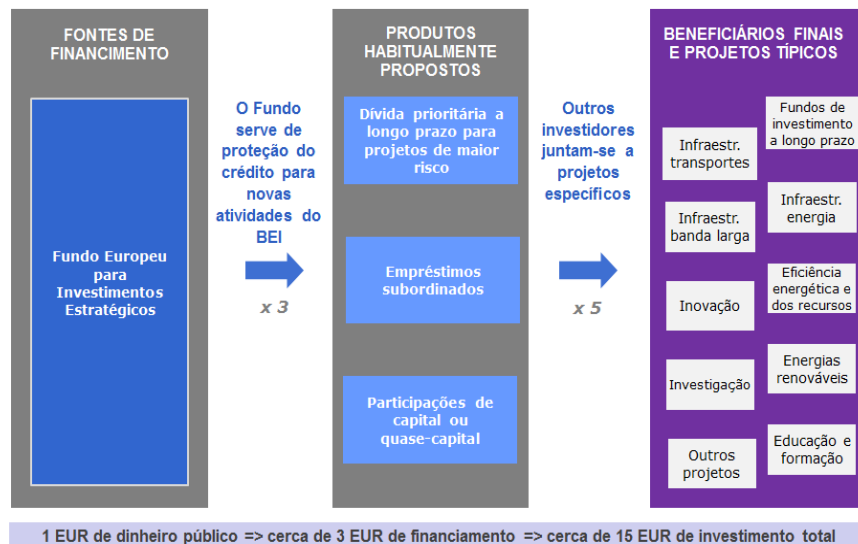 FONTES DE
FINANCIMENTO
Fundo Europeu
para
Investimentos
Estratégicos
O Fundo
serve de
proteção do
crédito para
novas
atividades do
BEI
x 3
PRODUTOS
HABITUALMENTE
PROPOSTOS
Dívida prioritária a
longo prazo para
projetos de maior
risco
Empréstimos
subordinados
Participações de
capital ou
quase-capital
Outros
investidores
juntam-se a
projetos
específicos
x 5
BENEFICIÁRIOS FINAIS
E PROJETOS TÍPICOS
Infraestr.
transportes
Infraestr.
banda larga
Inovação
Investigação
Outros
projetos
Fundos de
investimento
a longo prazo
Infraestr.
energia
Eficiência
energética e
dos recursos
Energias
renováveis
Educação e
formação
1 EUR de dinheiro público => cerca de 3 EUR de financiamento => cerca de 15 EUR de investimento total